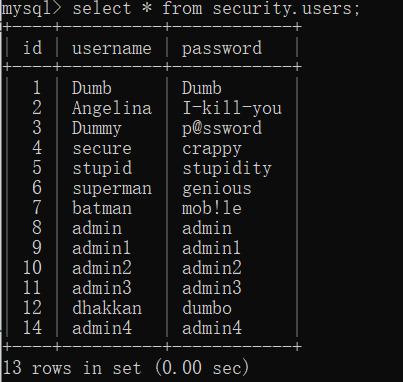 mysql> select * from security.users;
+----+----------+------------+
| id | username | password   |
+----+----------+------------+
|  1 | Dumb     | Dumb       |
|  2 | Angelina | I-kill-you |
|  3 | Dummy    | p@ssword   |
|  4 | secure   | crappy     |
|  5 | stupid   | stupidity  |
|  6 | superman | genious    |
|  7 | batman   | mob!le     |
|  8 | admin    | admin      |
|  9 | admin1   | admin1     |
| 10 | admin2   | admin2     |
| 11 | admin3   | admin3     |
| 12 | dhakkan  | dumbo      |
| 14 | admin4   | admin4     |
+----+----------+------------+
13 rows in set (0.00 sec)